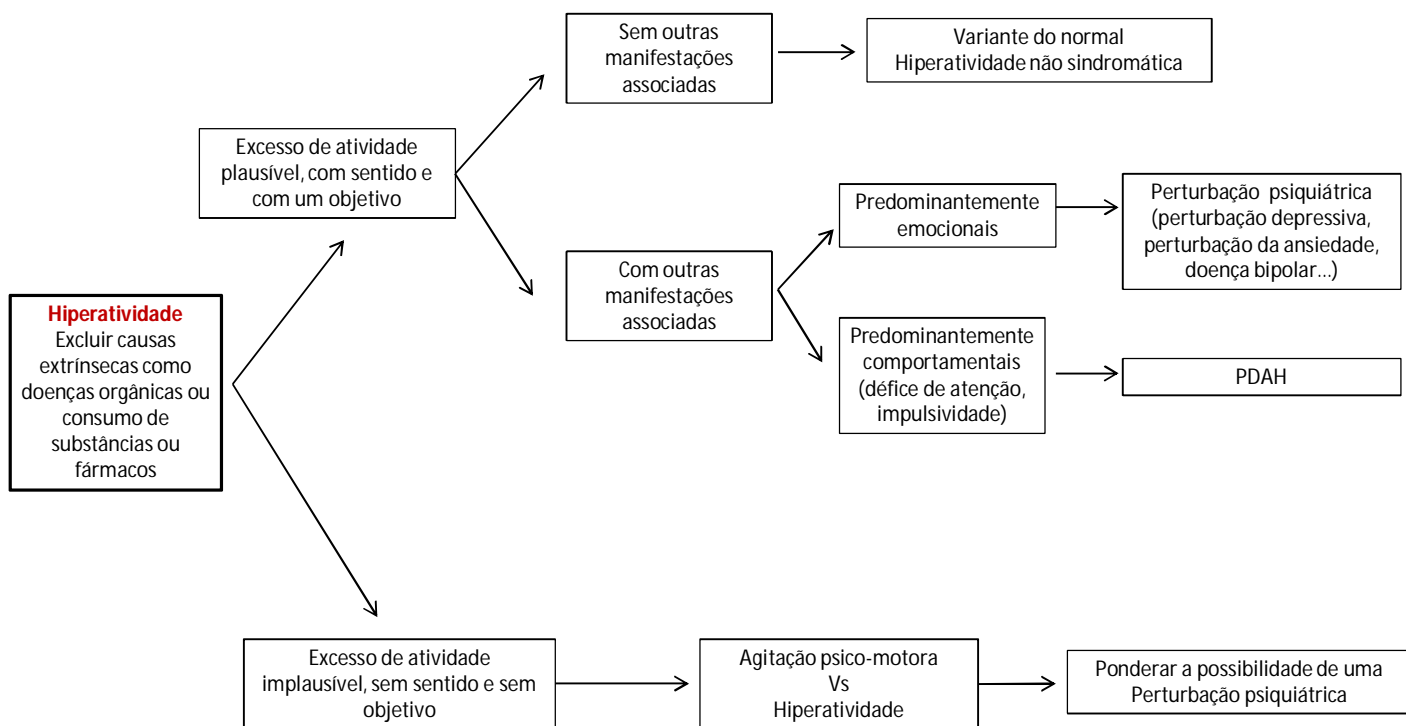 Hiperatividade
Excluir causas
extrínsecas como
doenças orgânicas ou
consumo de
substâncias ou
fármacos
Excesso de atividade
plausível, com sentido e
com um objetivo
Sem outras
manifestações
associadas
Variante do normal
Hiperatividade não sindromática
Com outras
manifestações
associadas
Predominantemente
emocionais
Perturbação psiquiátrica
(perturbação depressiva,
perturbação da ansiedade,
doença bipolar...)
Predominantemente
comportamentais
(défice de atenção,
impulsividade)
PDAH
Excesso de atividade
implausível, sem sentido e sem
objetivo
Agitação psico-motora
Vs
Hiperatividade
Ponderar a possibilidade de uma
Perturbação psiquiátrica